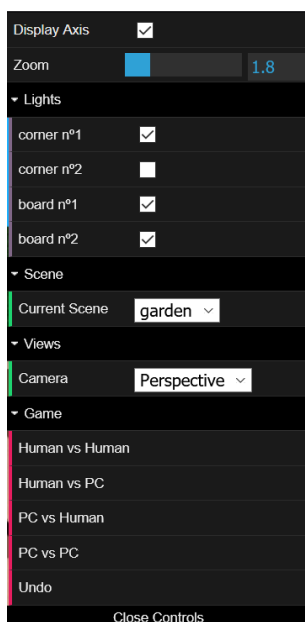 Display Axis
Zoom 1.8
Lights
corner nº1
corner nº2
board nº1
board nº2
Scene
Current Scene garden
Views
Camera Perspective
Game
Human vs Human
Human vs PC
PC vs Human
PC vs PC
Undo
Close Controls